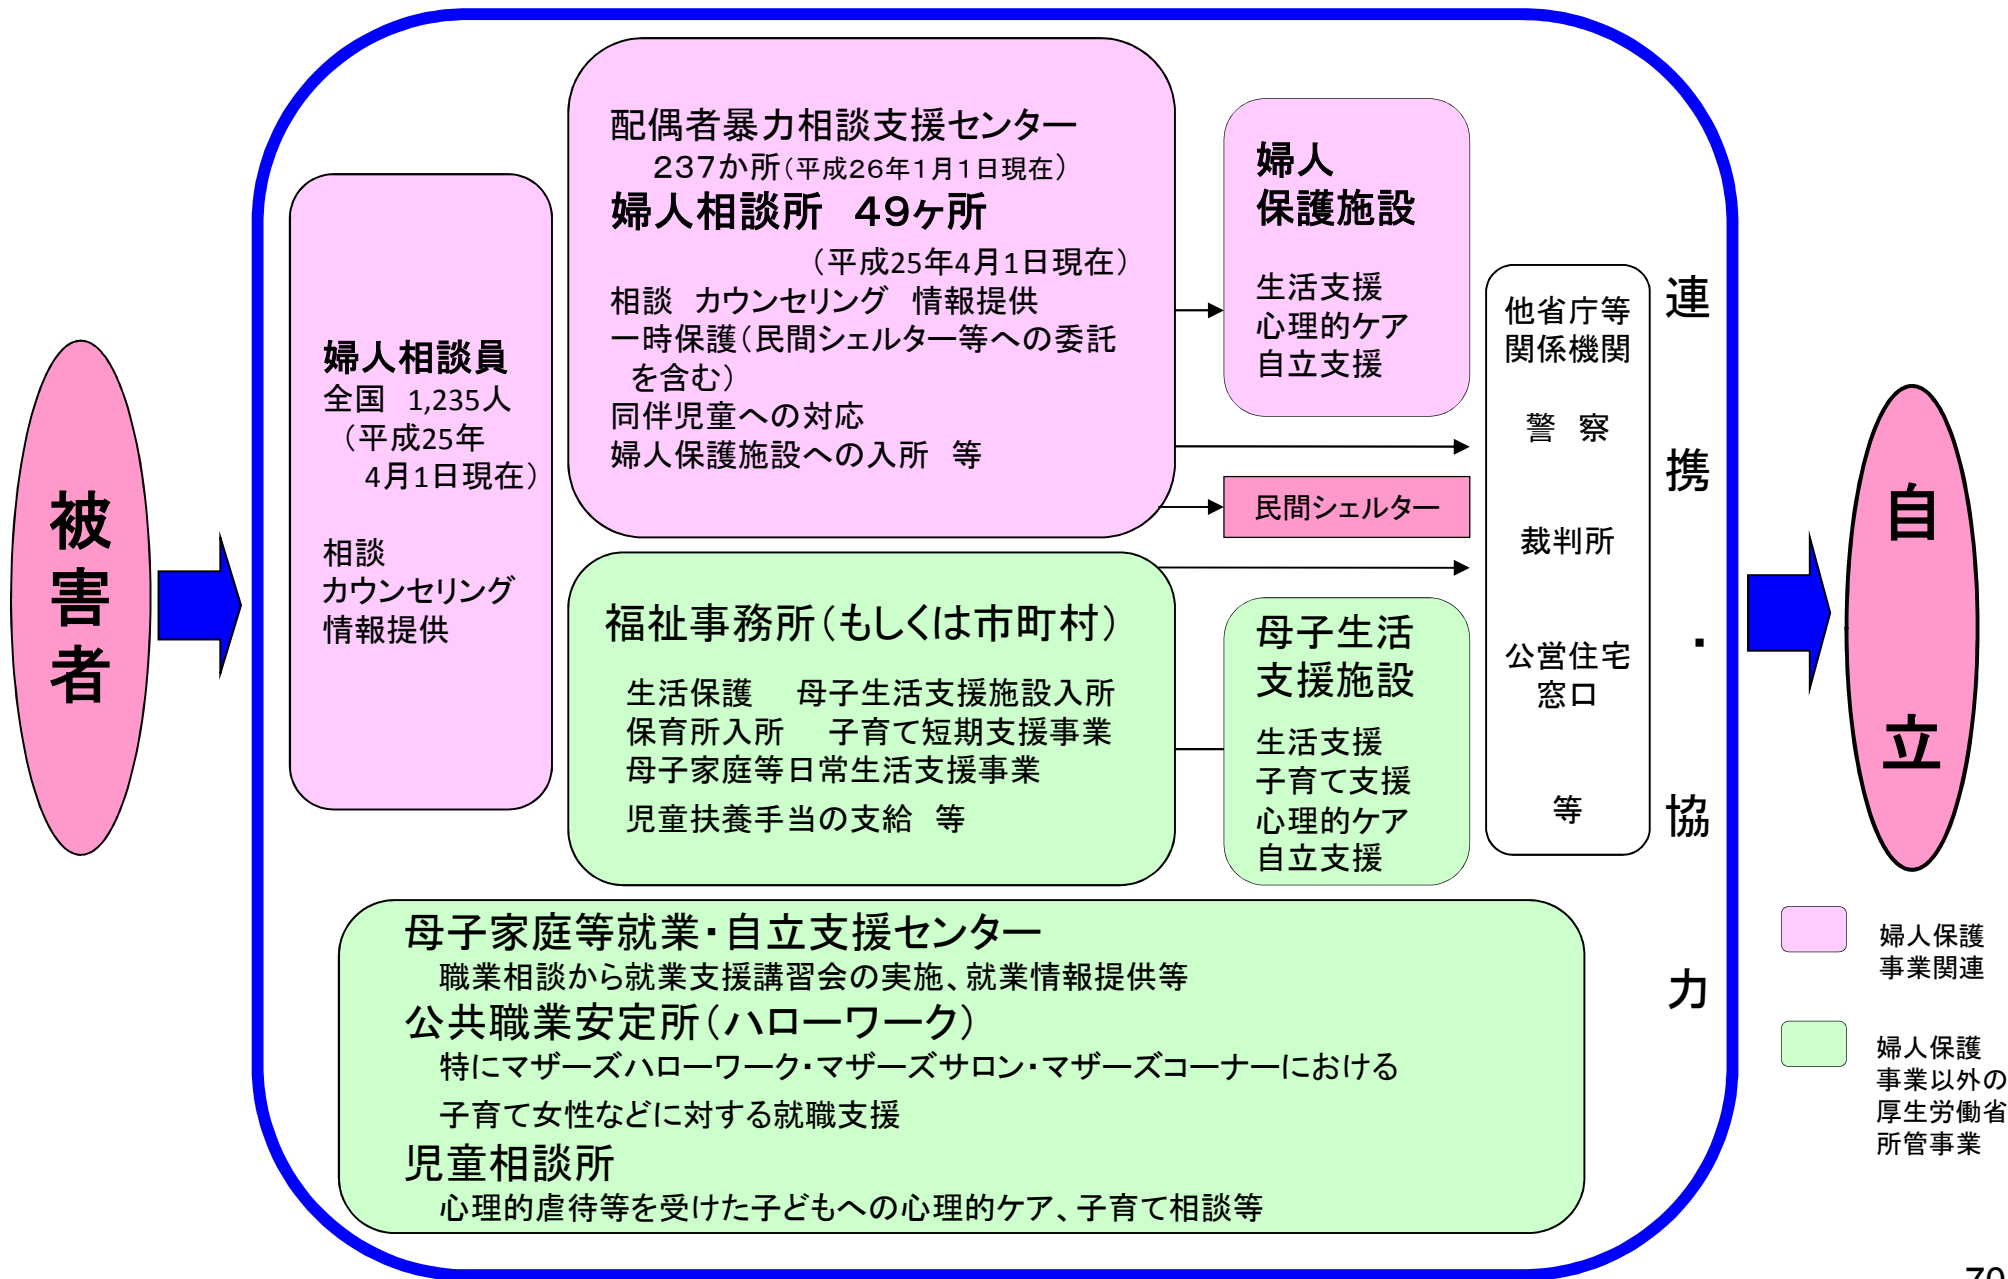 被害者
婦人相談員
全国 1,235人
（平成25年
4月1日現在）
相談
カウンセリング
情報提供
配偶者暴力相談支援センター
２３７か所（平成２６年１月１日現在）
婦人相談所 ４９ヶ所
（平成25年4月1日現在）
相談 カウンセリング 情報提供
一時保護（民間シェルター等への委託
を含む）
同伴児童への対応
婦人保護施設への入所 等
婦人
保護施設
生活支援
心理的ケア
自立支援
民間シェルター
福祉事務所（もしくは市町村）
生活保護 母子生活支援施設入所
保育所入所 子育て短期支援事業
母子家庭等日常生活支援事業
児童扶養手当の支給 等
母子生活
支援施設
生活支援
子育て支援
心理的ケア
自立支援
他省庁等
関係機関
警 察
裁判所
公営住宅
窓口
等
連携・協力
自立
母子家庭等就業・自立支援センター
職業相談から就業支援講習会の実施、就業情報提供等
公共職業安定所（ハローワーク）
特にマザーズハローワーク・マザーズサロン・マザーズコーナーにおける
子育て女性などに対する就職支援
児童相談所
心理的虐待等を受けた子どもへの心理的ケア、子育て相談等
婦人保護
事業関連
婦人保護
事業以外の
厚生労働省
所管事業